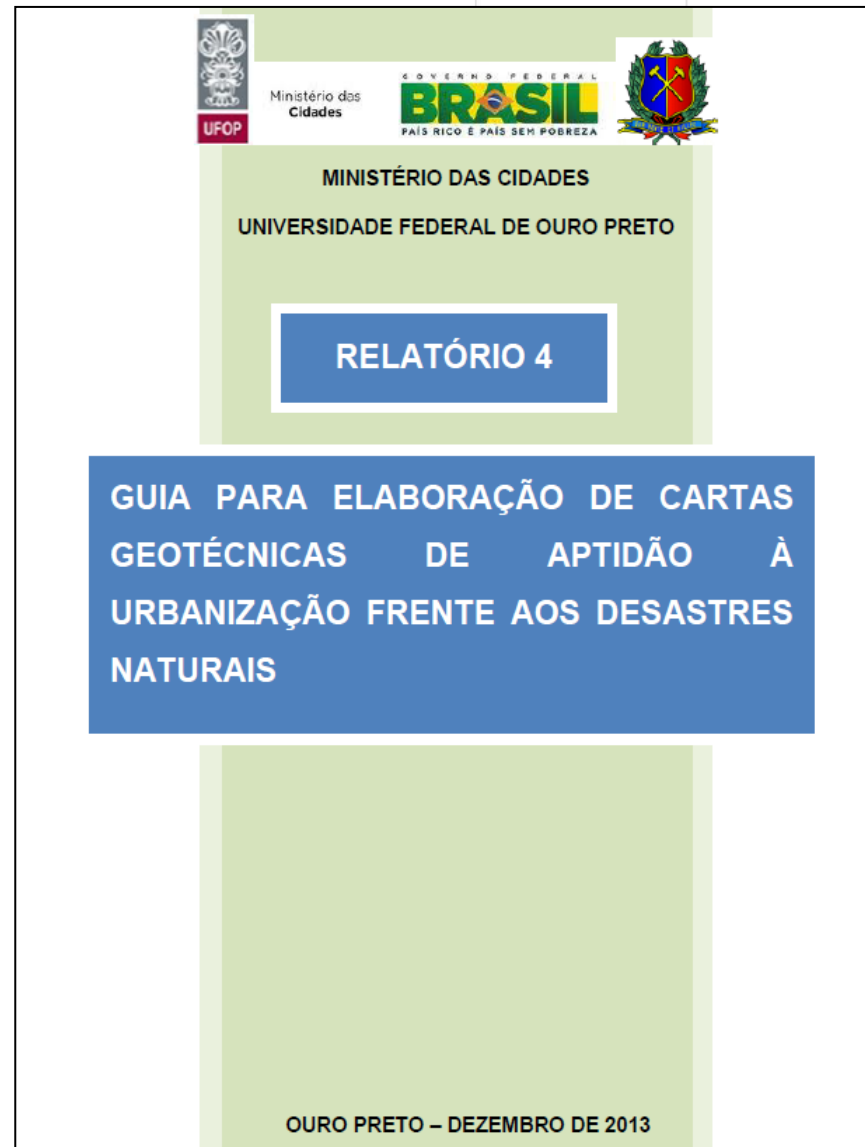 UFOP
Ministério das
Cidades
GOVERNO FEDERAL
BRASIL
PAÍS RICO É PAÍS SEM POBREZA
MINISTÉRIO DAS CIDADES
UNIVERSIDADE FEDERAL DE OURO PRETO
RELATÓRIO 4
GUIA PARA ELABORAÇÃO DE CARTAS
GEOTÉCNICAS DE APTIDÃO À
URBANIZAÇÃO FRENTE AOS DESASTRES
NATURAIS
OURO PRETO – DEZEMBRO DE 2013